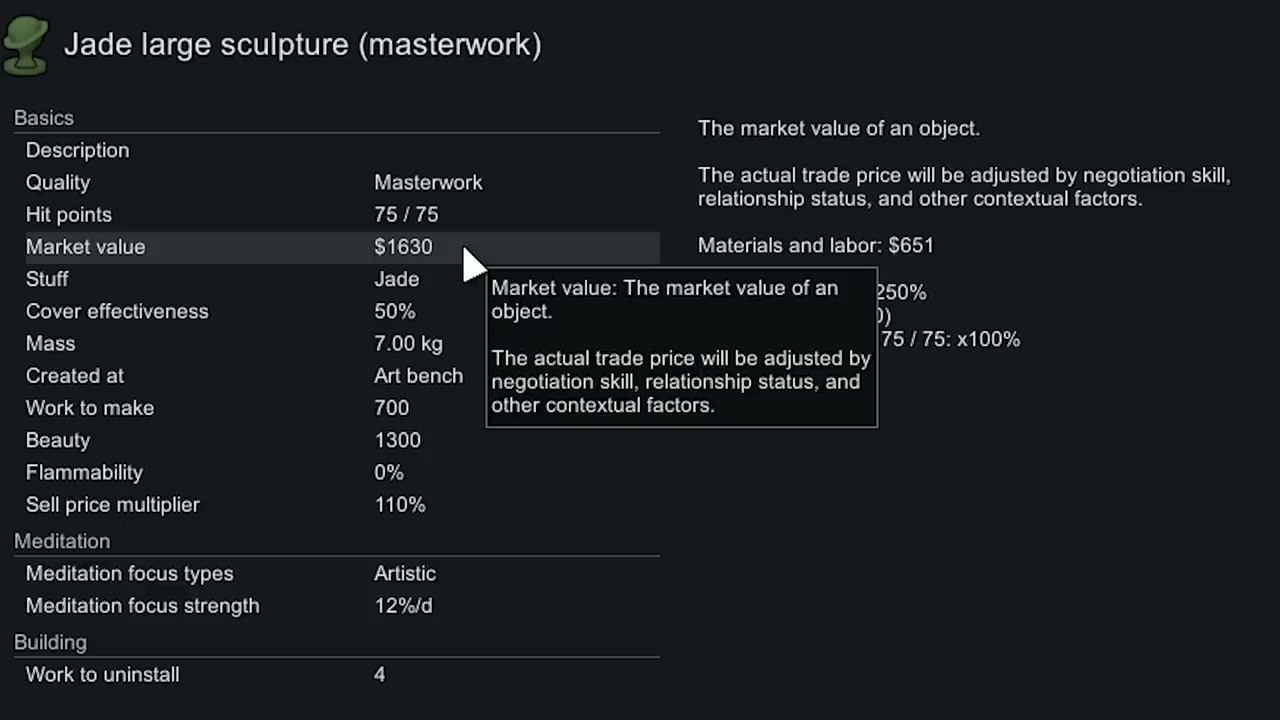 Jade large sculpture (masterwork)
Basics
Description
Quality Masterwork
Hit points 75 / 75
Market value $1630
Stuff Jade
Cover effectiveness 50%
Mass 7.00 kg
Created at Art bench
Work to make 700
Beauty 1300
Flammability 0%
Sell price multiplier 110%
Meditation
Meditation focus types Artistic
Meditation focus strength 12%/d
Building
Work to uninstall 4
The market value of an object.
The actual trade price will be adjusted by negotiation skill,
relationship status, and other contextual factors.
Materials and labor: $651
250%
0)
75 / 75: x100%
Market value: The market value of an
object.
The actual trade price will be adjusted by
negotiation skill, relationship status, and
other contextual factors.